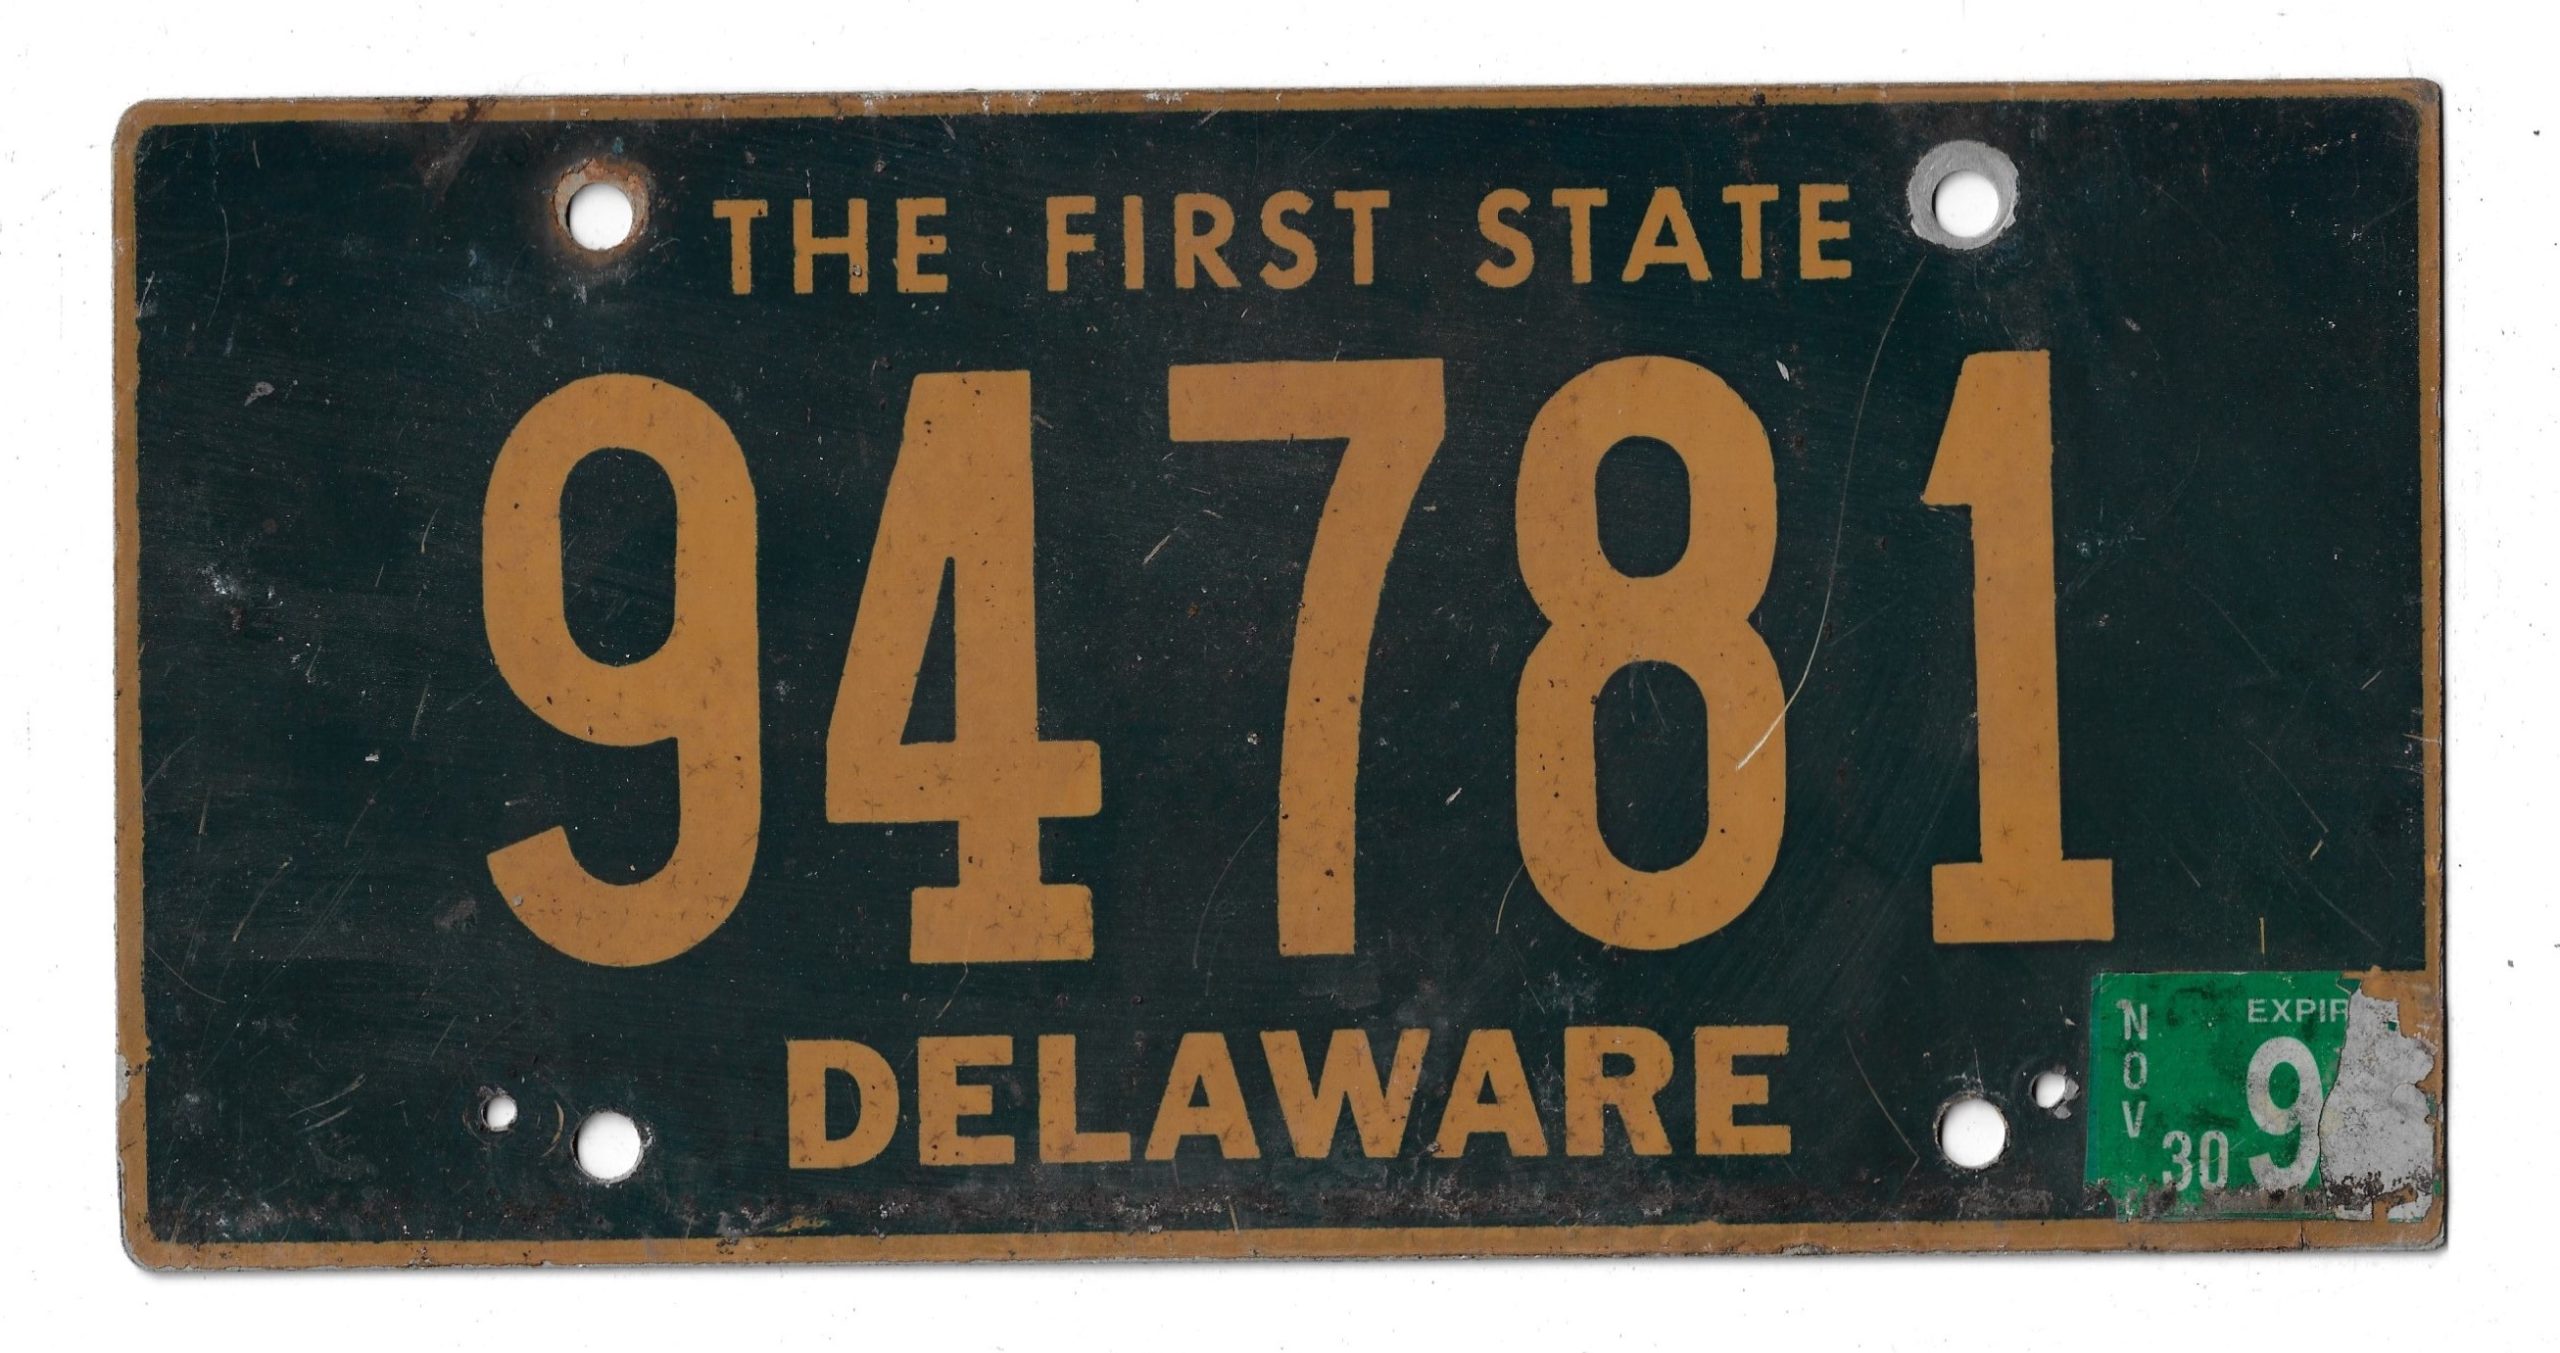 THE FIRST STATE
94781
DELAWARE
NOV
30
9